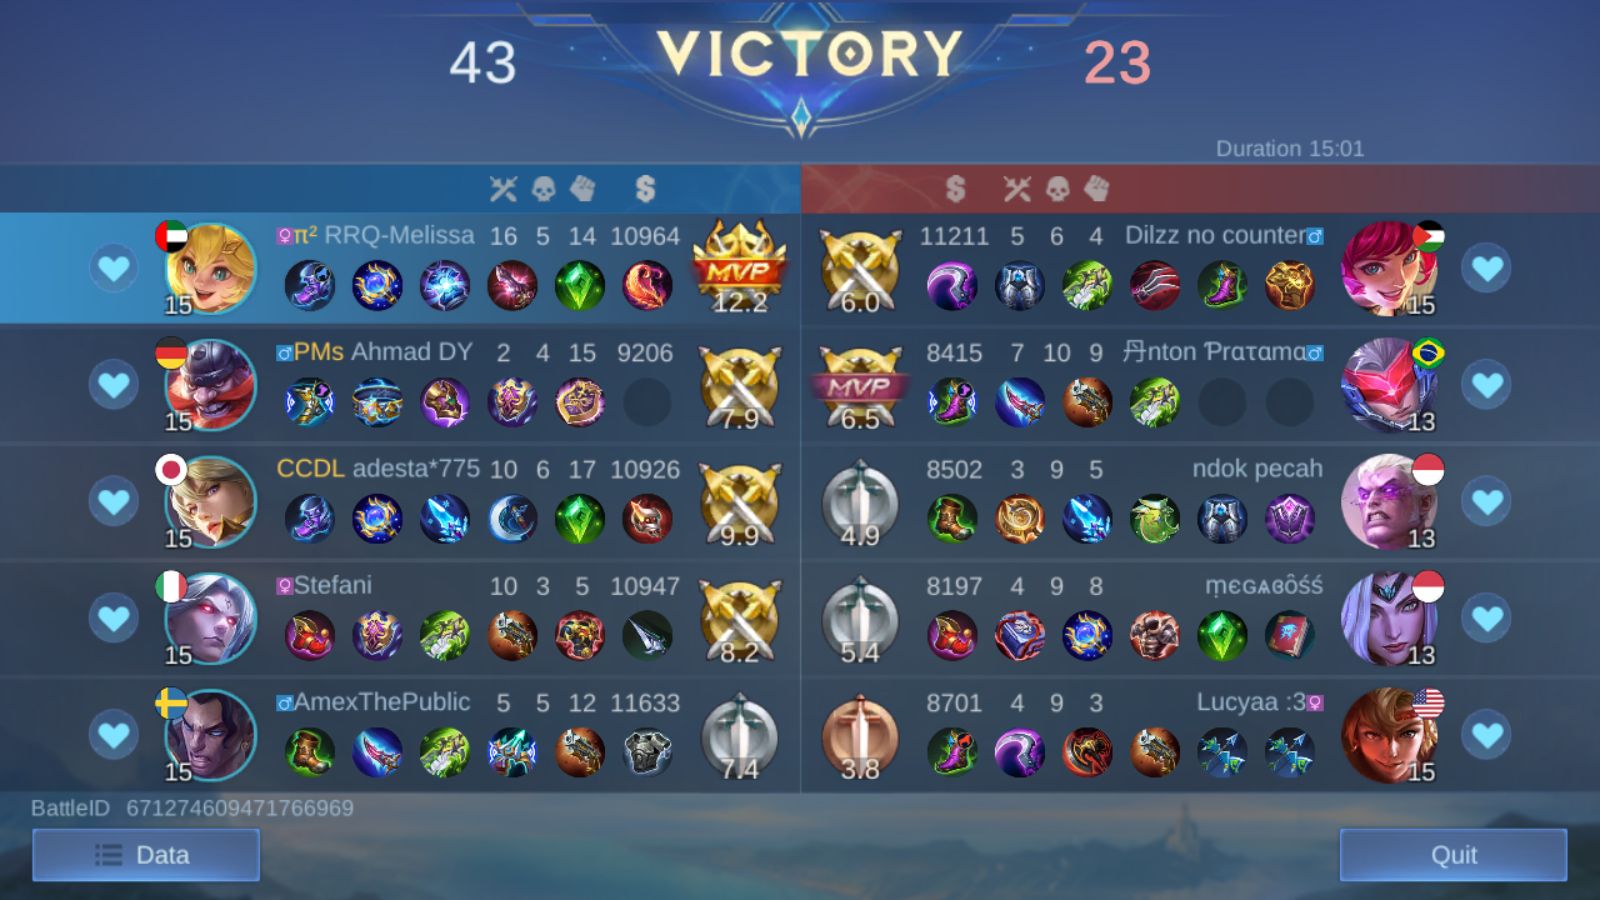 43 VICTORY 23
Duration 15:01
π² RRQ-Melissa 16 5 14 10964 MVP 12.2 15
6.0 11211 5 6 4 Dilzz no counter 15
PMs Ahmad DY 2 4 15 9206 7.9 15
MVP 6.5 8415 7 10 9 丹nton Ƥrαταmα 13
CCDL adesta*775 10 6 17 10926 9.9 15
4.9 8502 3 9 5 ndok pecah 13
Stefani 10 3 5 10947 8.2 15
5.4 8197 4 9 8 13
AmexThePublic 5 5 12 11633 7.4 15
3.8 8701 4 9 3 Lucyaa :3 15
BattleID 671274609471766969
Data
Quit